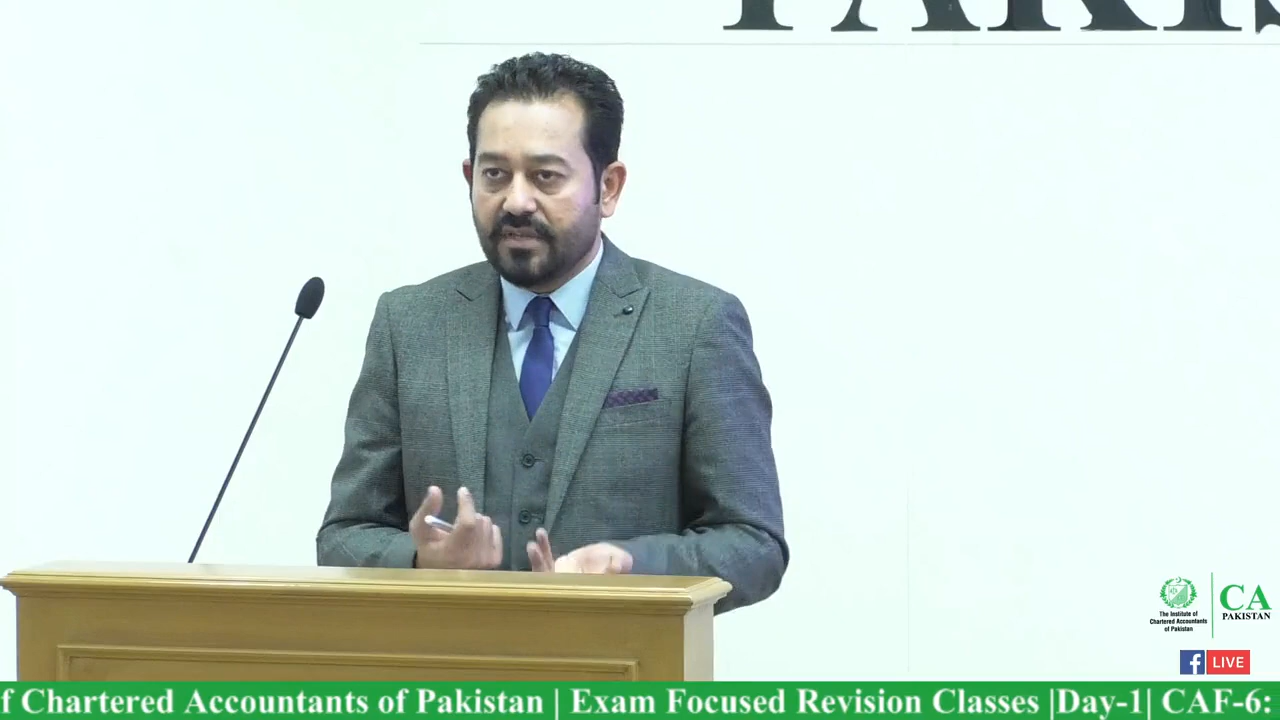 PAKIS
The Institute of
Chartered Accountants
of Pakistan
CA
PAKISTAN
f LIVE
f Chartered Accountants of Pakistan | Exam Focused Revision Classes |Day-1| CAF-6: